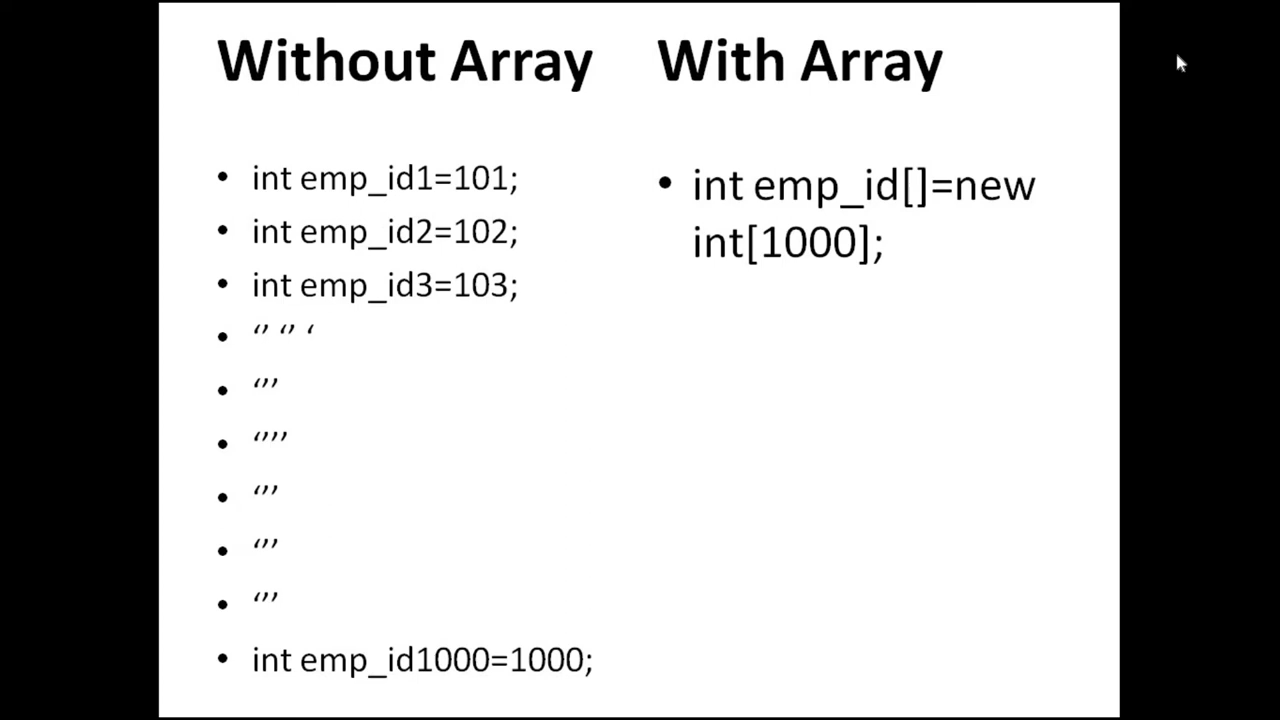 Without Array
• int emp_id1=101;
• int emp_id2=102;
• int emp_id3=103;
• ‘’ ‘’ ‘
• ‘’’
• ‘’’’
• ‘’’
• ‘’’
• ‘’’
• int emp_id1000=1000;
With Array
• int emp_id[]=new
int[1000];